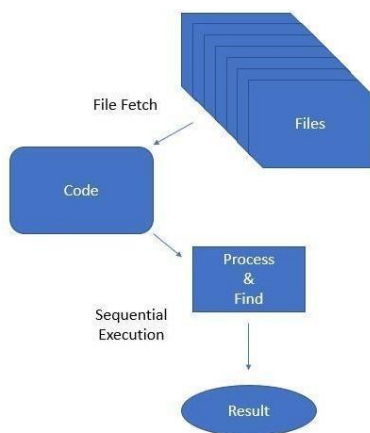 File Fetch
Files
Code
Process
&
Find
Sequential
Execution
Result